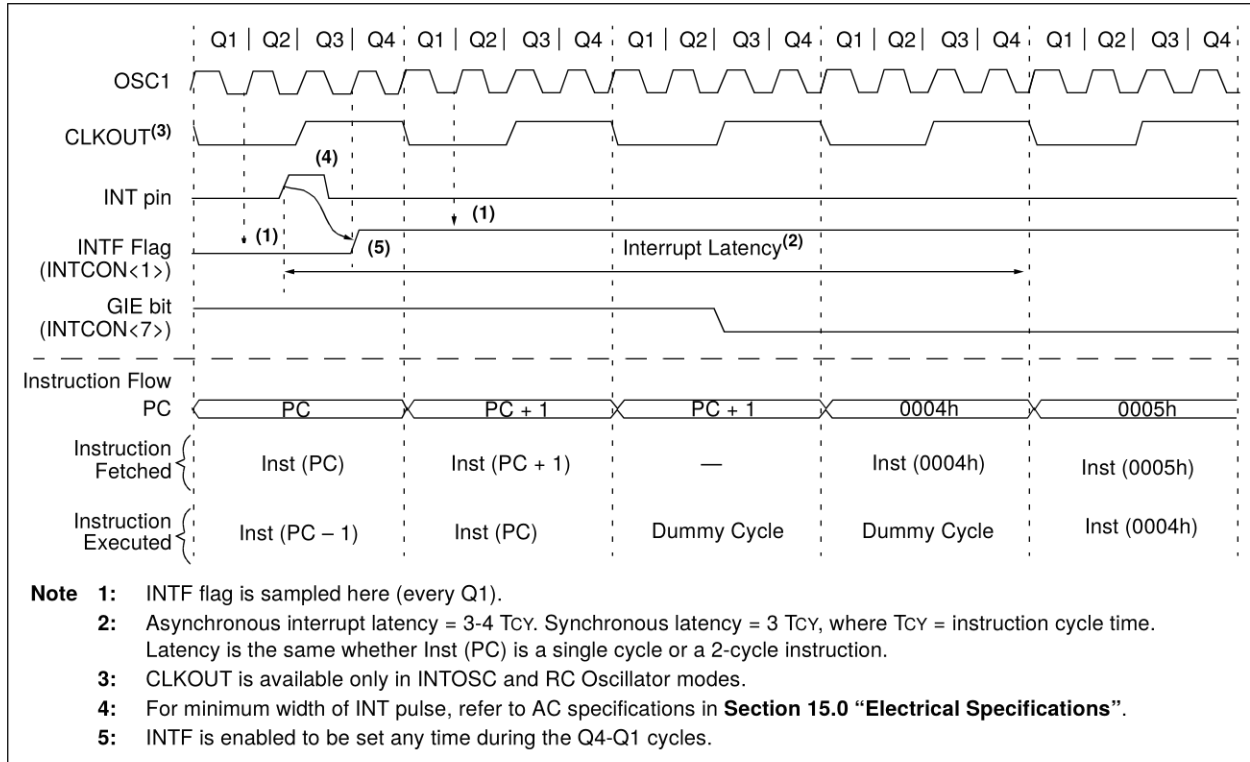 Q1 | Q2 | Q3 | Q4 Q1 | Q2 | Q3 | Q4 Q1 | Q2 | Q3 | Q4 Q1 | Q2 | Q3 | Q4 Q1 | Q2 | Q3 | Q4
OSC1
CLKOUT(3)
(4)
INT pin
(1)
(1) (5)
INTF Flag Interrupt Latency(2)
(INTCON<1>)
GIE bit
(INTCON<7>)
Instruction Flow
PC PC PC + 1 PC + 1 0004h 0005h
Instruction
Fetched Inst (PC) Inst (PC + 1) — Inst (0004h) Inst (0005h)
Instruction
Executed Inst (PC – 1) Inst (PC) Dummy Cycle Dummy Cycle Inst (0004h)
Note 1: INTF flag is sampled here (every Q1).
2: Asynchronous interrupt latency = 3-4 TCY. Synchronous latency = 3 TCY, where TCY = instruction cycle time.
Latency is the same whether Inst (PC) is a single cycle or a 2-cycle instruction.
3: CLKOUT is available only in INTOSC and RC Oscillator modes.
4: For minimum width of INT pulse, refer to AC specifications in Section 15.0 “Electrical Specifications”.
5: INTF is enabled to be set any time during the Q4-Q1 cycles.